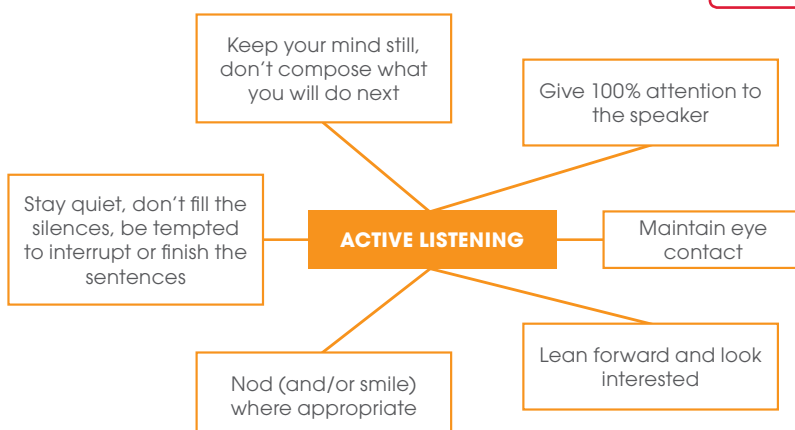 Keep your mind still,
don't compose what
you will do next
Give 100% attention to
the speaker
Stay quiet, don't fill the
silences, be tempted
to interrupt or finish the
sentences
ACTIVE LISTENING
Maintain eye
contact
Lean forward and look
interested
Nod (and/or smile)
where appropriate